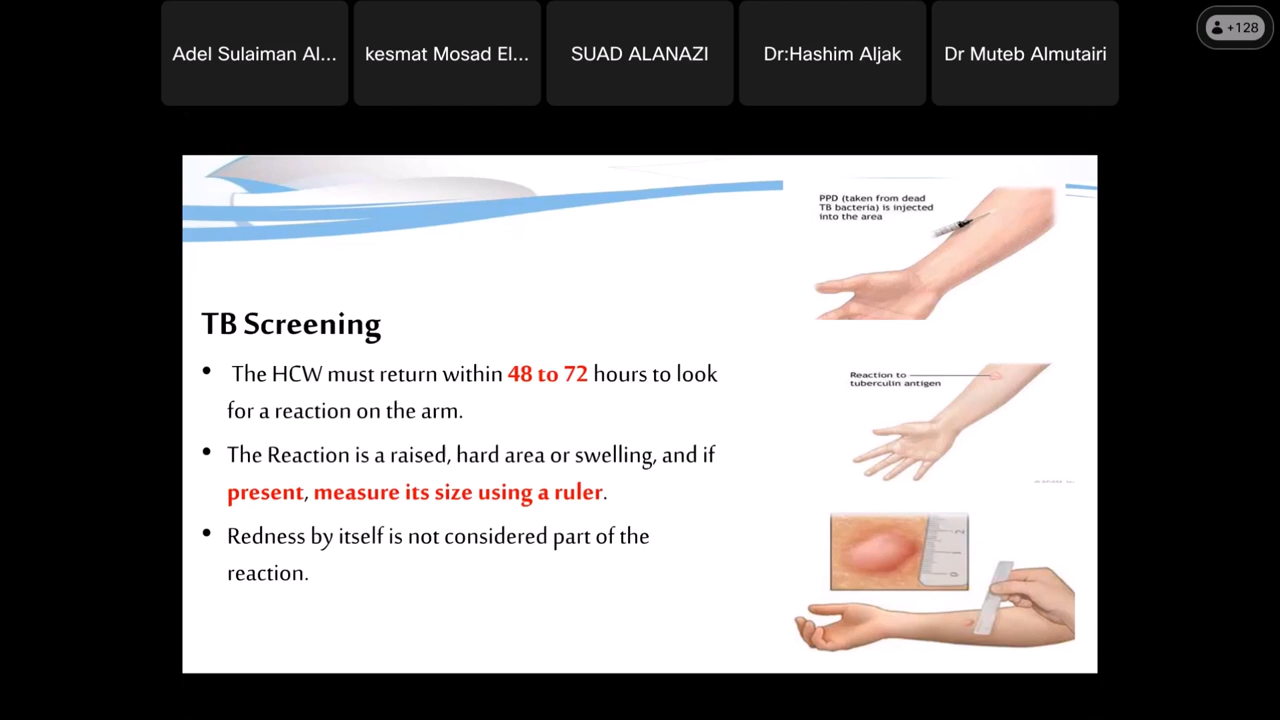 +128
Adel Sulaiman Al...
kesmat Mosad El...
SUAD ALANAZI
Dr:Hashim Aljak
Dr Muteb Almutairi
PPD (taken from dead
TB bacteria) is injected
into the area
TB Screening
• The HCW must return within 48 to 72 hours to look
for a reaction on the arm.
• The Reaction is a raised, hard area or swelling, and if
present, measure its size using a ruler.
• Redness by itself is not considered part of the
reaction.
Reaction to
tuberculin antigen